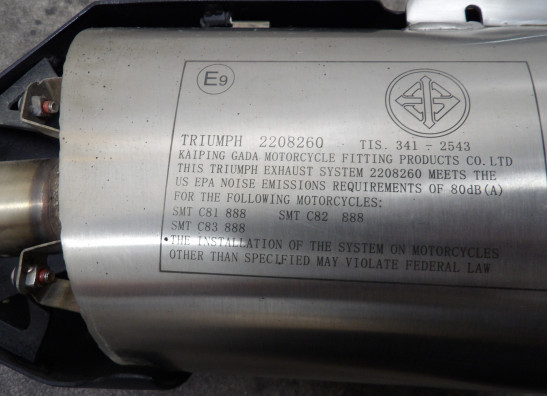 E9
TRIUMPH 2208260 TIS. 341 - 2543
KAIPING GADA MOTORCYCLE FITTING PRODUCTS CO. LTD
THIS TRIUMPH EXHAUST SYSTEM 2208260 MEETS THE
US EPA NOISE EMISSIONS REQUIREMENTS OF 80dB(A)
FOR THE FOLLOWING MOTORCYCLES:
SMT C81 888 SMT C82 888
SMT C83 888
THE INSTALLATION OF THE SYSTEM ON MOTORCYCLES
OTHER THAN SPECIFIED MAY VIOLATE FEDERAL LAW